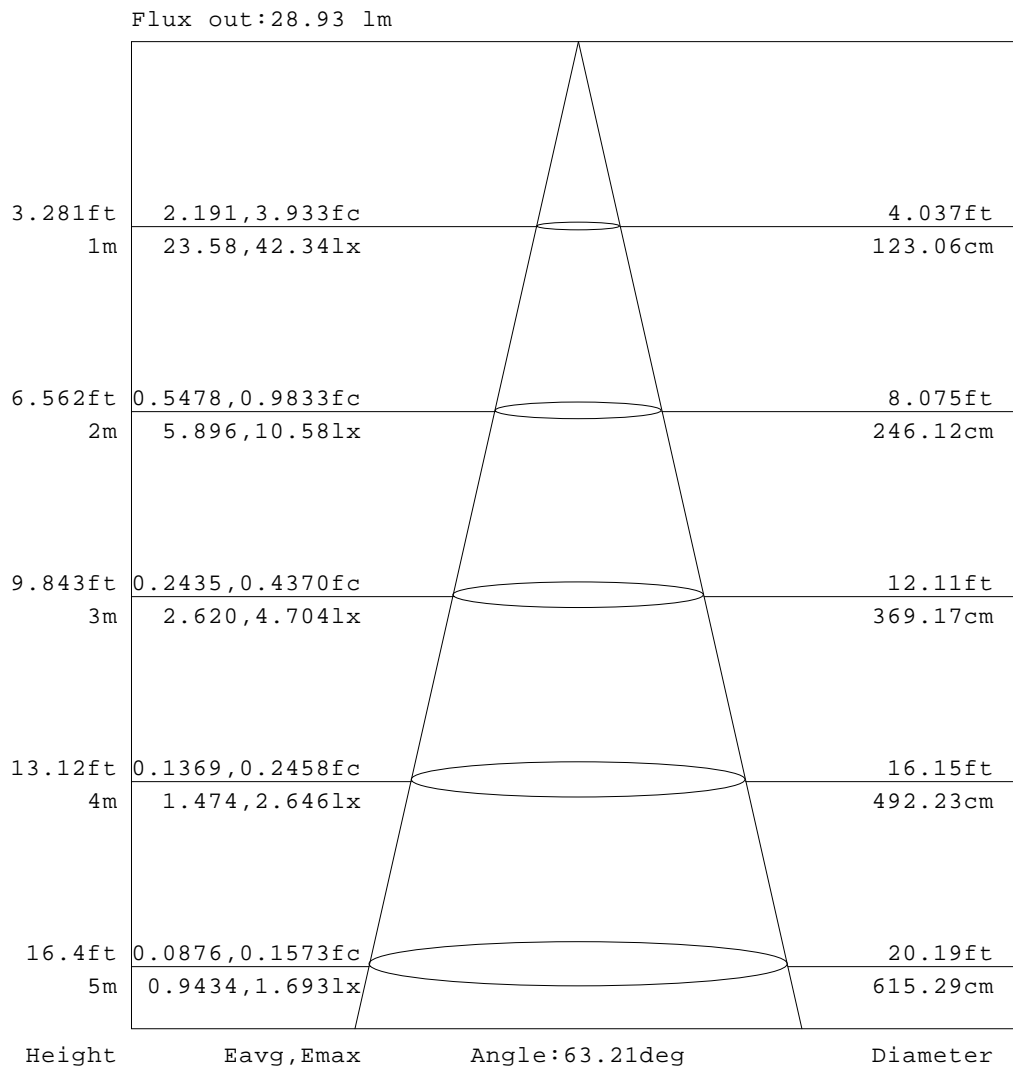 Flux out:28.93 lm
3.281ft 2.191,3.933fc 4.037ft
1m 23.58,42.34lx 123.06cm
6.562ft 0.5478,0.9833fc 8.075ft
2m 5.896,10.58lx 246.12cm
9.843ft 0.2435,0.4370fc 12.11ft
3m 2.620,4.704lx 369.17cm
13.12ft 0.1369,0.2458fc 16.15ft
4m 1.474,2.646lx 492.23cm
16.4ft 0.0876,0.1573fc 20.19ft
5m 0.9434,1.693lx 615.29cm
Height Eavg,Emax Angle:63.21deg Diameter